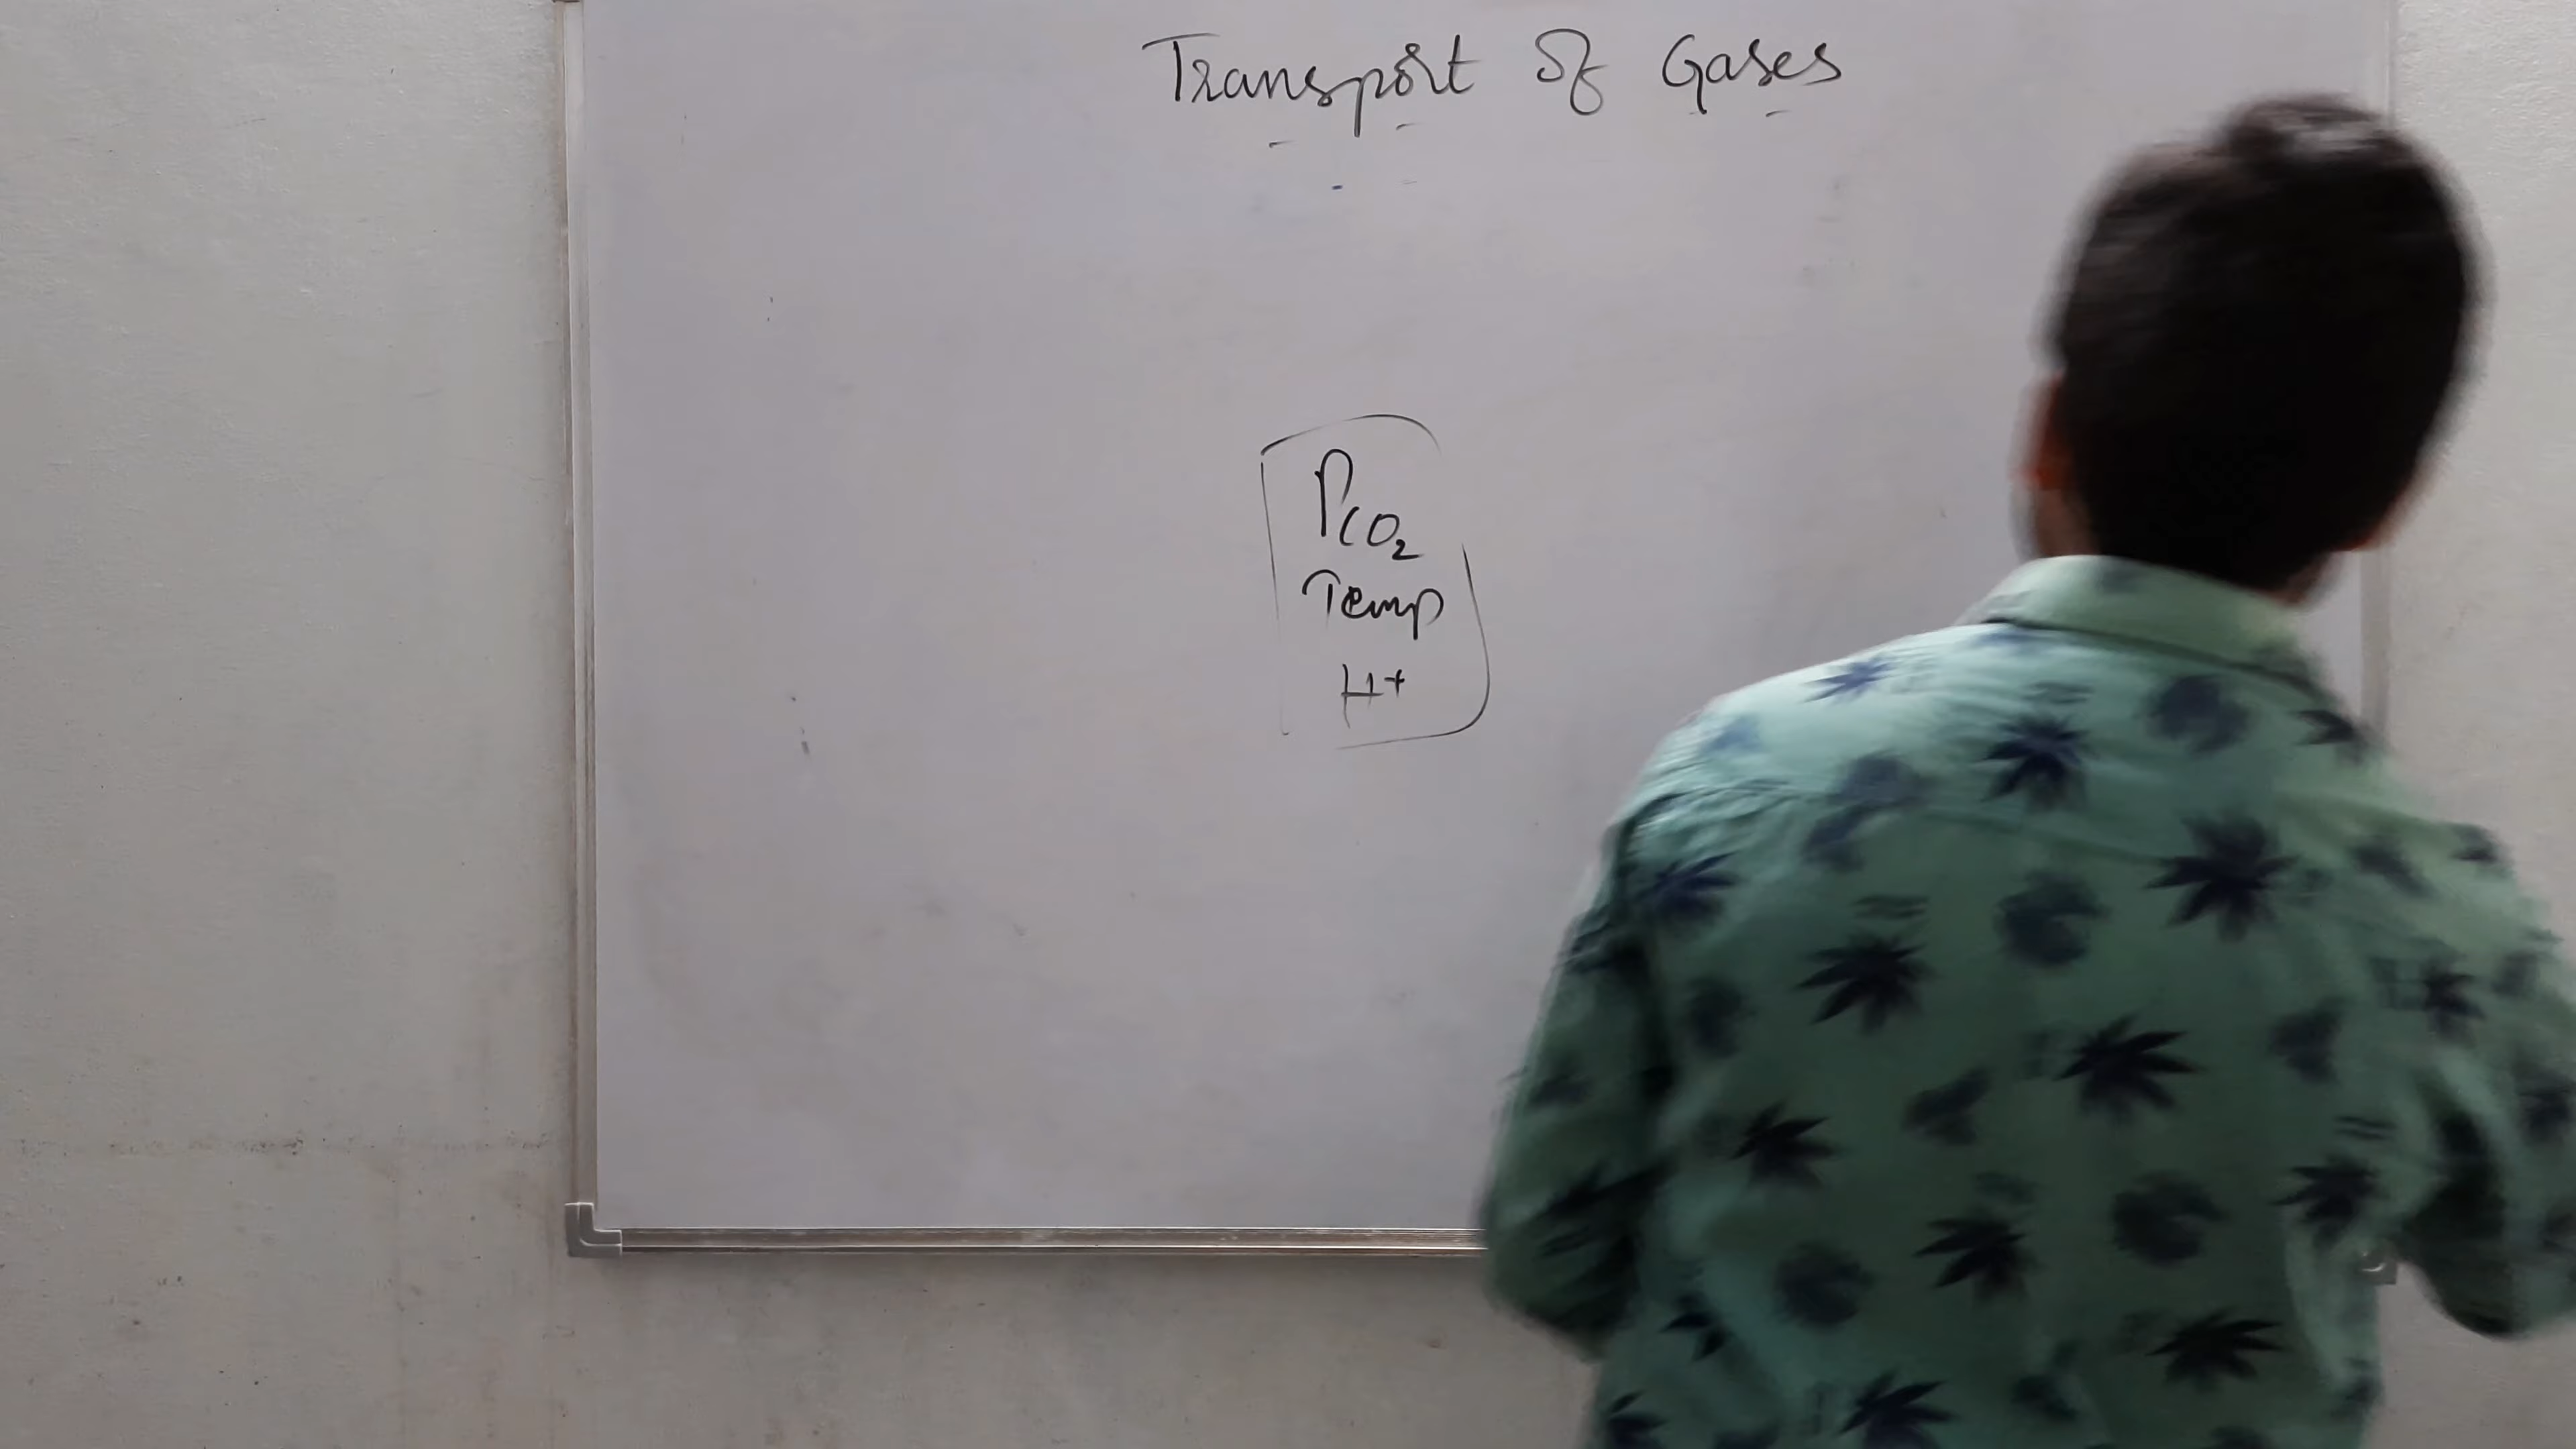 Transport of Gases
PCO₂
Temp
H+